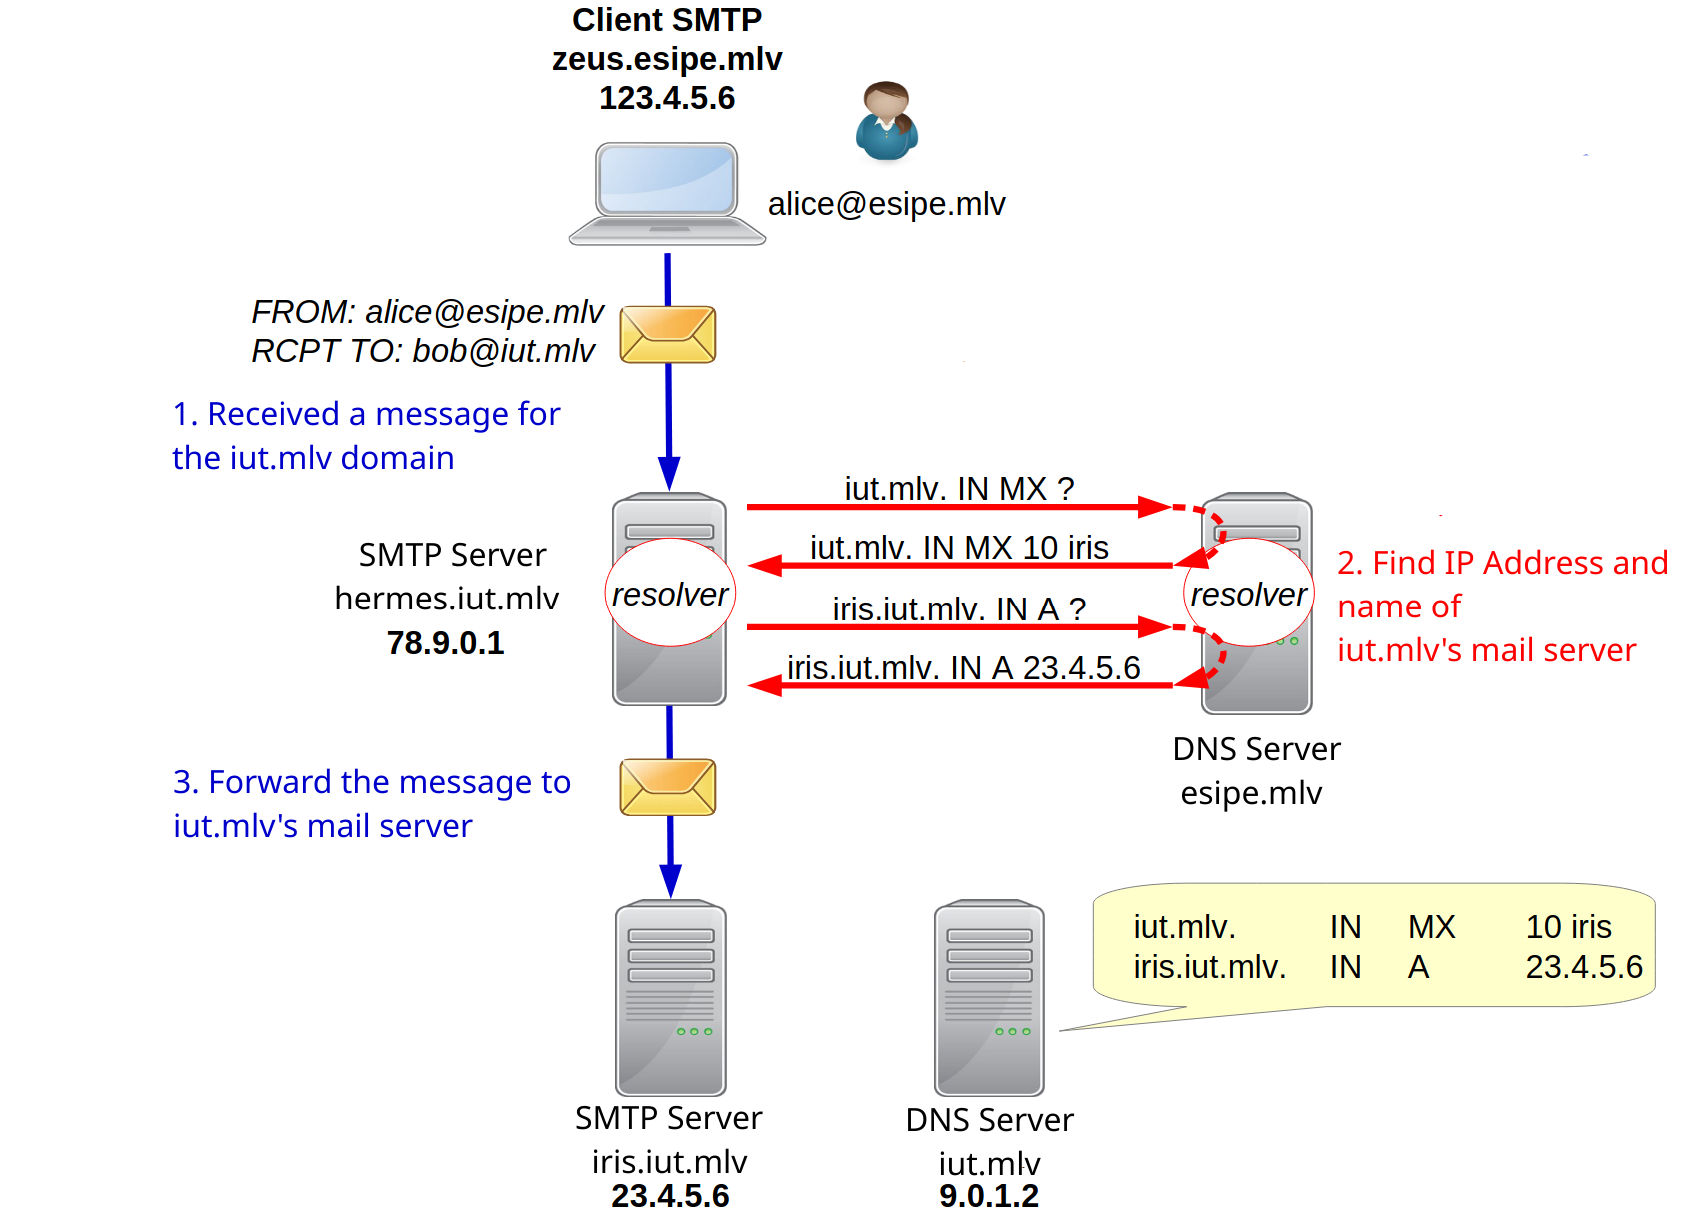 Client SMTP
zeus.esipe.mlv
123.4.5.6
alice@esipe.mlv
FROM: alice@esipe.mlv
RCPT TO: bob@iut.mlv
1. Received a message for
the iut.mlv domain
SMTP Server
hermes.iut.mlv
78.9.0.1
resolver
iut.mlv. IN MX ?
iut.mlv. IN MX 10 iris
iris.iut.mlv. IN A ?
iris.iut.mlv. IN A 23.4.5.6
resolver
2. Find IP Address and
name of
iut.mlv's mail server
DNS Server
esipe.mlv
3. Forward the message to
iut.mlv's mail server
iut.mlv. IN MX 10 iris
iris.iut.mlv. IN A 23.4.5.6
SMTP Server
iris.iut.mlv
23.4.5.6
DNS Server
iut.mlv
9.0.1.2